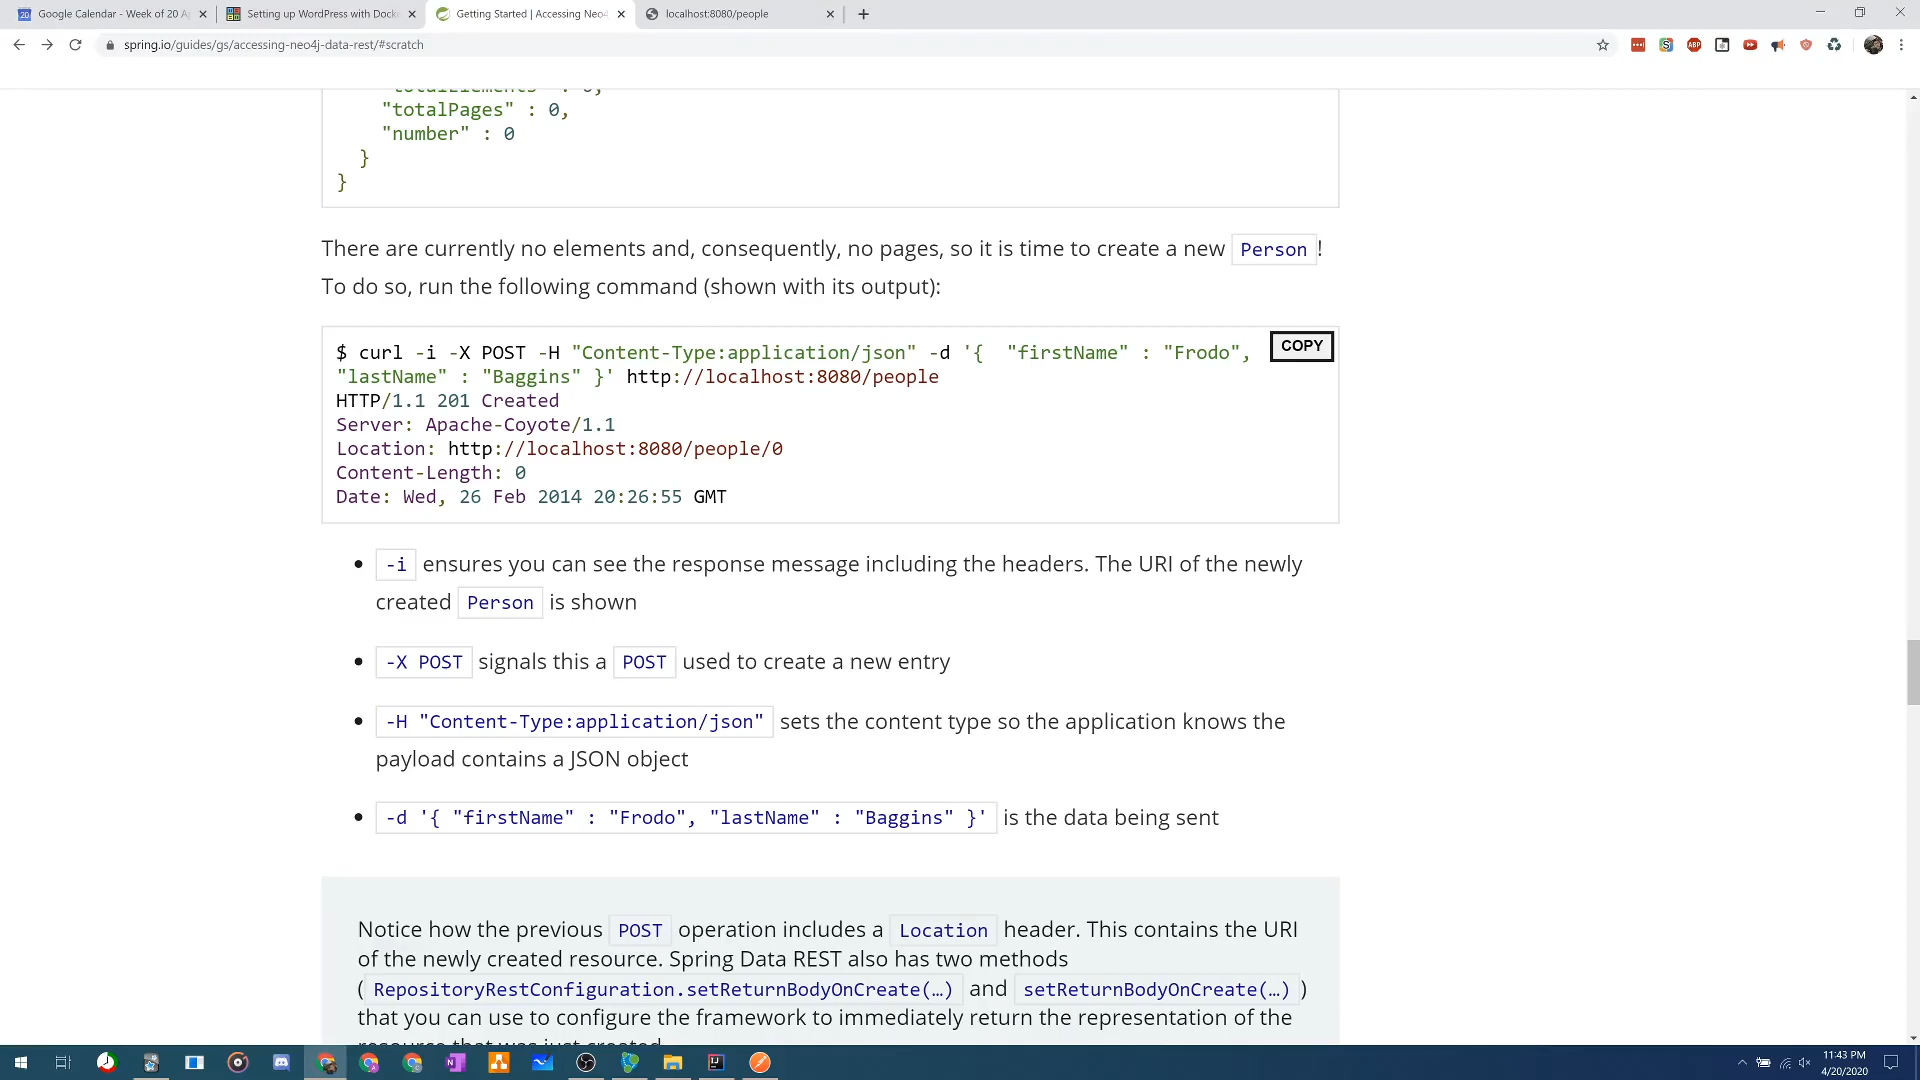 Google Calendar - Week of 20 A
Setting up WordPress with Docke
Getting Started | Accessing Neo4
localhost:8080/people
spring.io/guides/gs/accessing-neo4j-data-rest/#scratch
"totalPages" : 0,
"number" : 0
}
}
There are currently no elements and, consequently, no pages, so it is time to create a new Person!
To do so, run the following command (shown with its output):
COPY
$ curl -i -X POST -H "Content-Type:application/json" -d '{  "firstName" : "Frodo",
"lastName" : "Baggins" }' http://localhost:8080/people
HTTP/1.1 201 Created
Server: Apache-Coyote/1.1
Location: http://localhost:8080/people/0
Content-Length: 0
Date: Wed, 26 Feb 2014 20:26:55 GMT
• -i ensures you can see the response message including the headers. The URI of the newly
created Person is shown
• -X POST signals this a POST used to create a new entry
• -H "Content-Type:application/json" sets the content type so the application knows the
payload contains a JSON object
• -d '{ "firstName" : "Frodo", "lastName" : "Baggins" }' is the data being sent
Notice how the previous POST operation includes a Location header. This contains the URI
of the newly created resource. Spring Data REST also has two methods
(RepositoryRestConfiguration.setReturnBodyOnCreate(…) and setReturnBodyOnCreate(…))
that you can use to configure the framework to immediately return the representation of the
resource that was just created
11:43 PM
4/20/2020